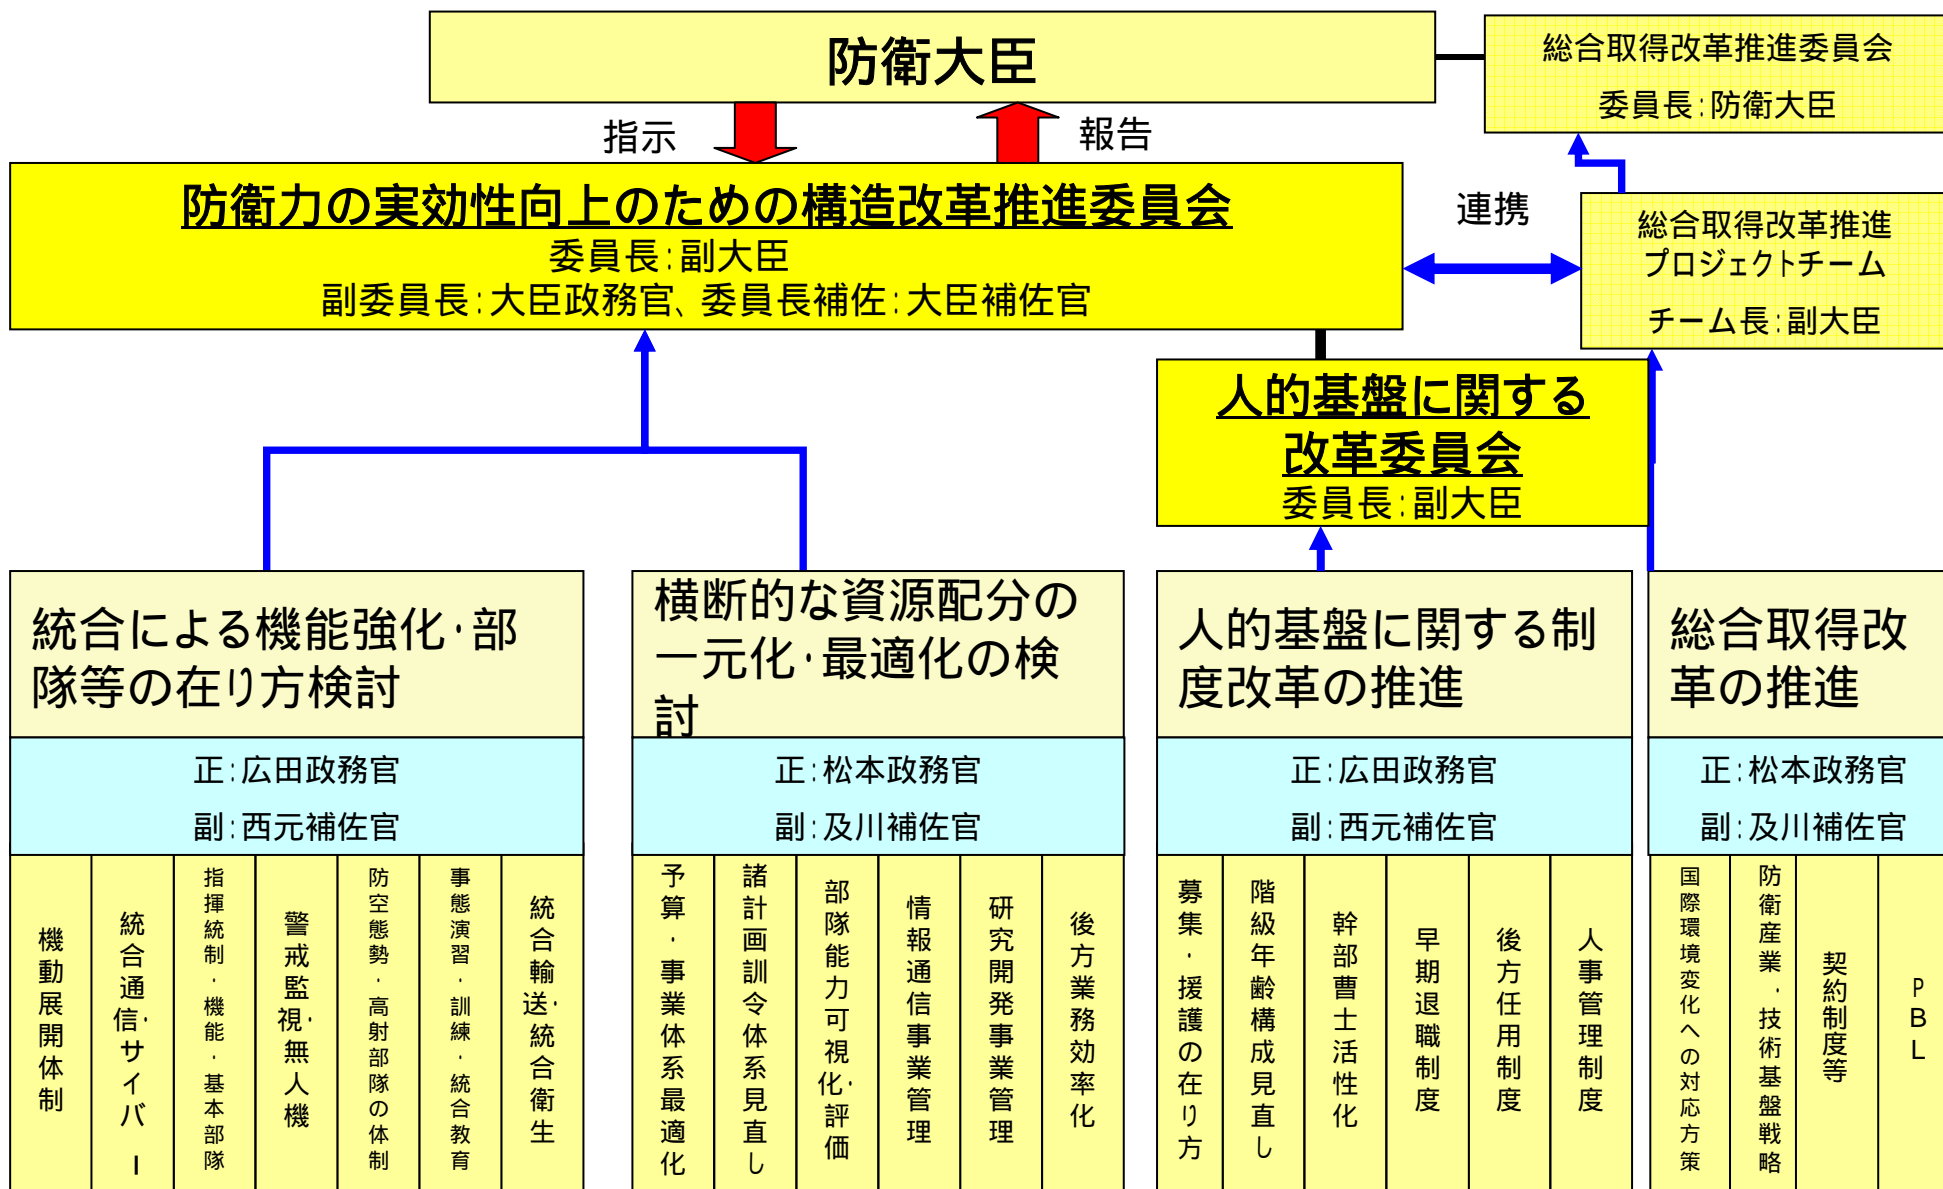 防衛大臣
総合取得改革推進委員会
委員長：防衛大臣
指示
報告
防衛力の実効性向上のための構造改革推進委員会
委員長：副大臣
副委員長：大臣政務官、委員長補佐：大臣補佐官
連携
総合取得改革推進
プロジェクトチーム
チーム長：副大臣
人的基盤に関する
改革委員会
委員長：副大臣
統合による機能強化・部
隊等の在り方検討
正：広田政務官
副：西元補佐官
機動展開体制
統合通信・サイバー
指揮統制・機能・基本部隊
警戒監視・無人機
防空態勢・高射部隊の体制
事態演習・訓練・統合教育
統合輸送・統合衛生
横断的な資源配分の
一元化・最適化の検
討
正：松本政務官
副：及川補佐官
予算・事業体系最適化
諸計画訓令体系見直し
部隊能力可視化・評価
情報通信事業管理
研究開発事業管理
後方業務効率化
人的基盤に関する制
度改革の推進
正：広田政務官
副：西元補佐官
募集・援護の在り方
階級年齢構成見直し
幹部曹士活性化
早期退職制度
後方任用制度
人事管理制度
総合取得改
革の推進
正：松本政務官
副：及川補佐官
国際環境変化への対応方策
防衛産業・技術基盤戦略
契約制度等
ＰＢＬ